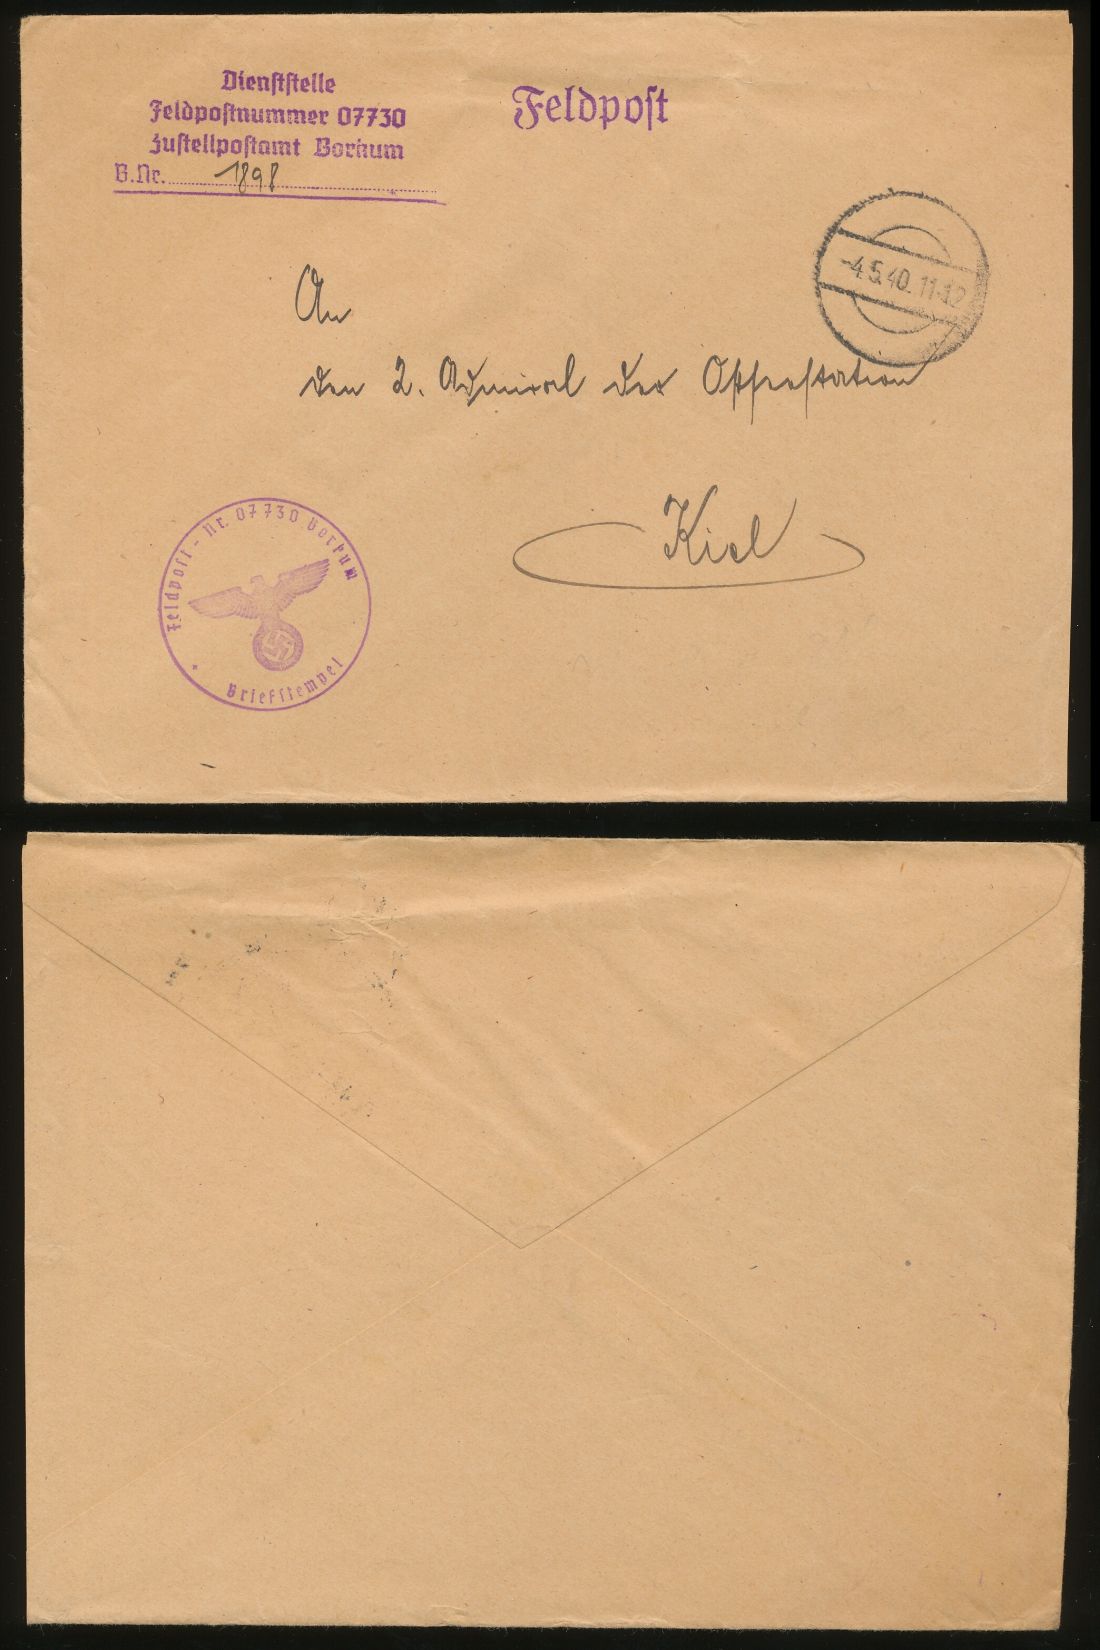 Dienststelle
Feldpostnummer 07730
Zustellpostamt Borkum
B.Nr. 1898
Feldpost
-4.5.40.11-12
An
den 2. Admiral der Ostseestation
Kiel
Feldpost - Nr. 07730 Borkum
* Briefstempel